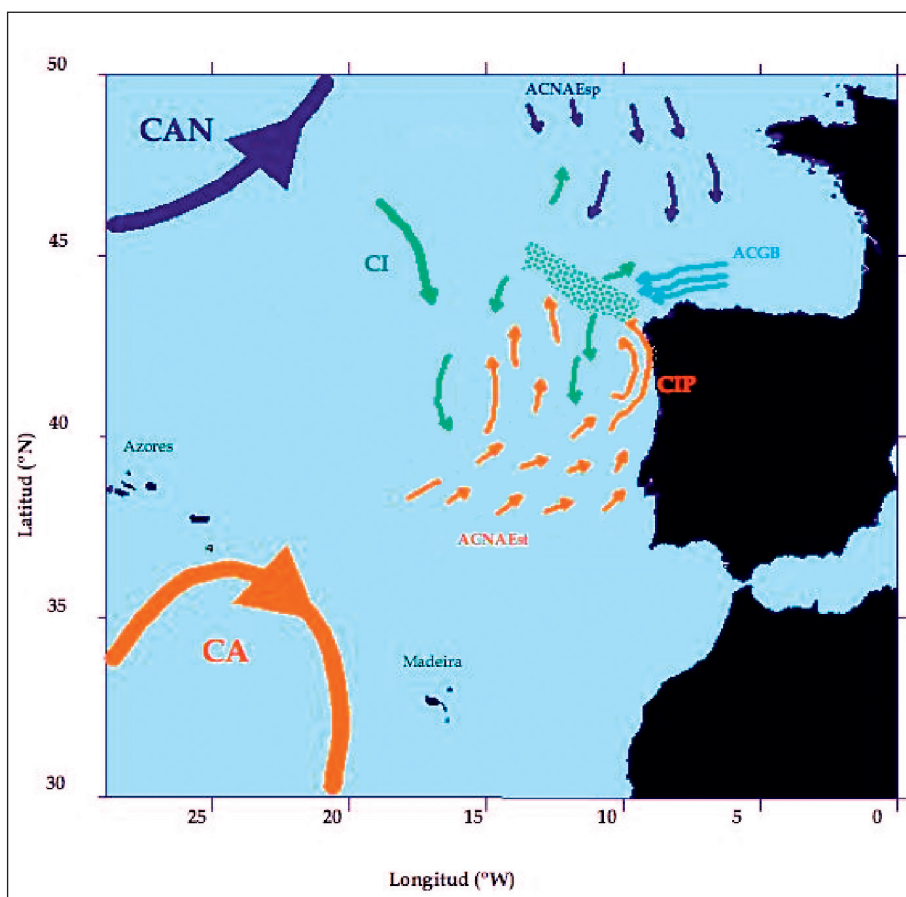 50
ACNAEsp
CAN
45
CI
ACGB
CIP
40
Azores
ACNAEst
35
CA
Madeira
30
25
20
15
10
5
0
Latitud (°N)
Longitud (°W)